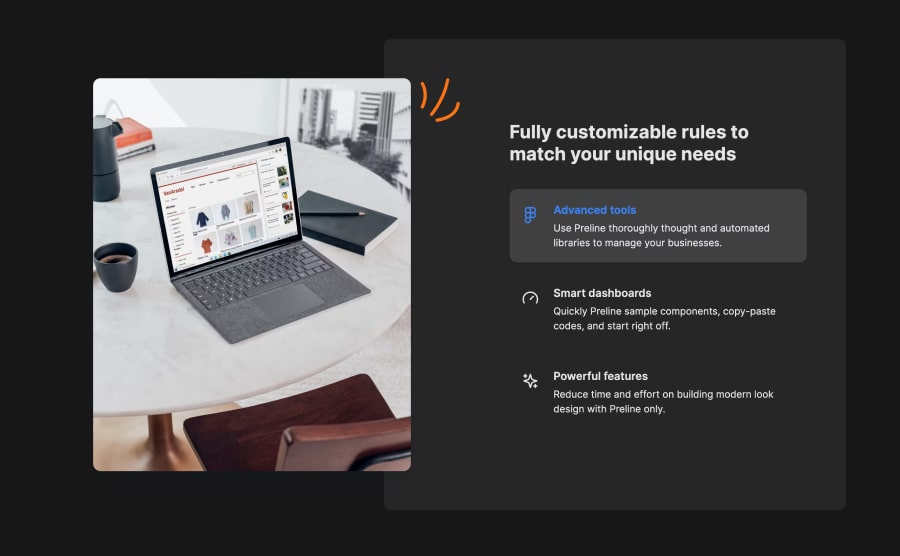 Fully customizable rules to
match your unique needs
Advanced tools
Use Preline thoroughly thought and automated
libraries to manage your businesses.
Smart dashboards
Quickly Preline sample components, copy-paste
codes, and start right off.
Powerful features
Reduce time and effort on building modern look
design with Preline only.
VanArsdel